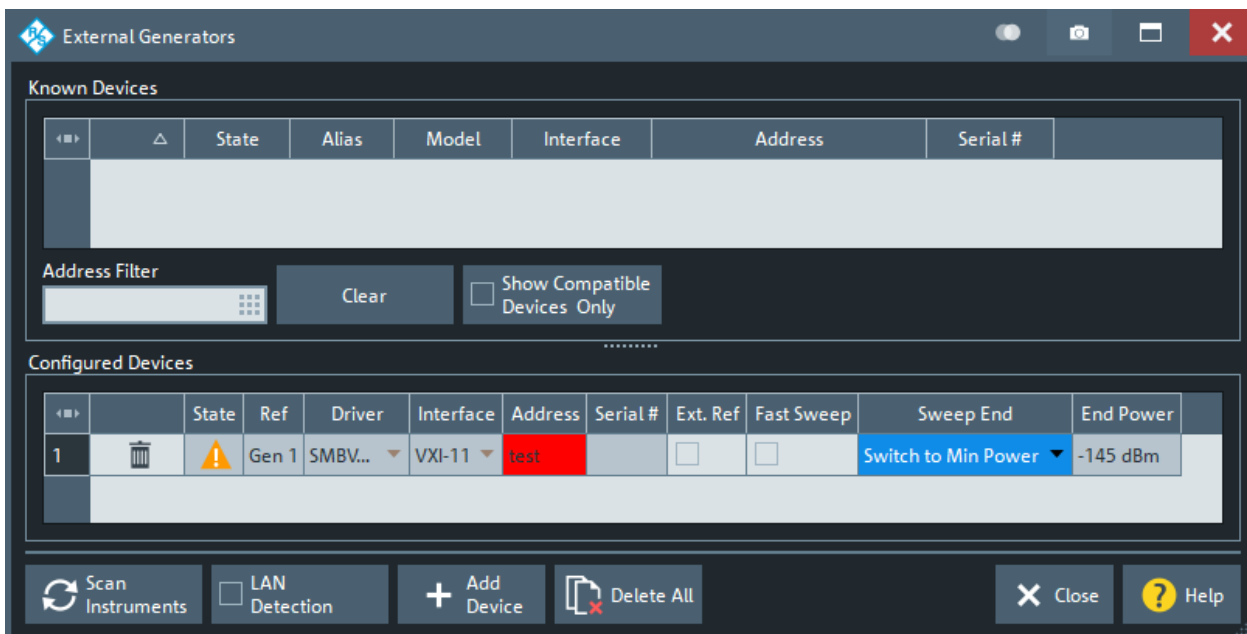 R&S External Generators
Known Devices
State Alias Model Interface Address Serial #
Address Filter
Clear
Show Compatible
Devices Only
Configured Devices
State Ref Driver Interface Address Serial # Ext. Ref Fast Sweep Sweep End End Power
1 Gen 1 SMBV... VXI-11 test Switch to Min Power -145 dBm
Scan
Instruments
LAN
Detection
Add
Device
Delete All
Close
? Help